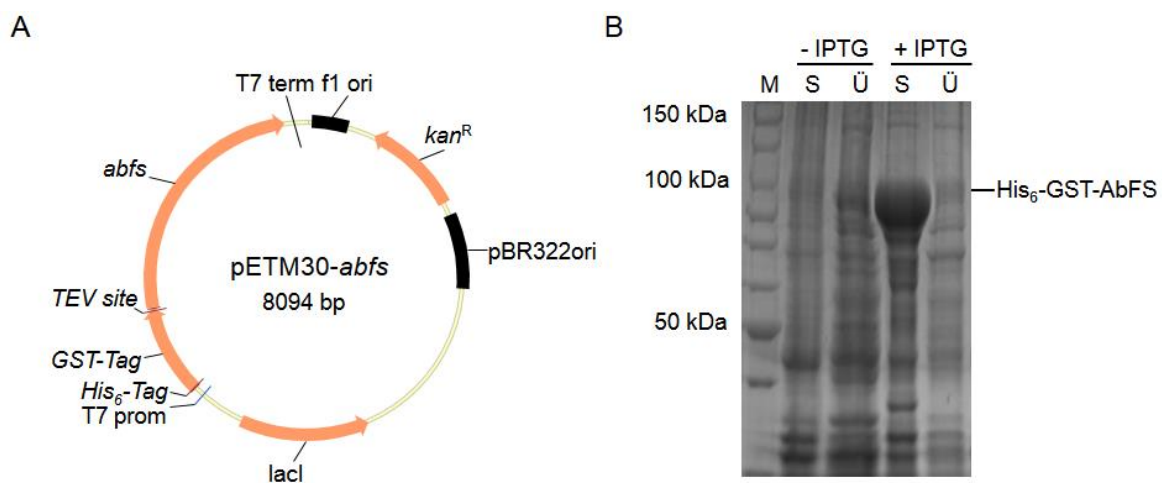 A
T7 term f1 ori
kanR
abfs
pBR322ori
pETM30-abfs
8094 bp
TEV site
GST-Tag
His6-Tag
T7 prom
lacI
B
- IPTG + IPTG
M S Ü S Ü
150 kDa
100 kDa
His6-GST-AbFS
50 kDa